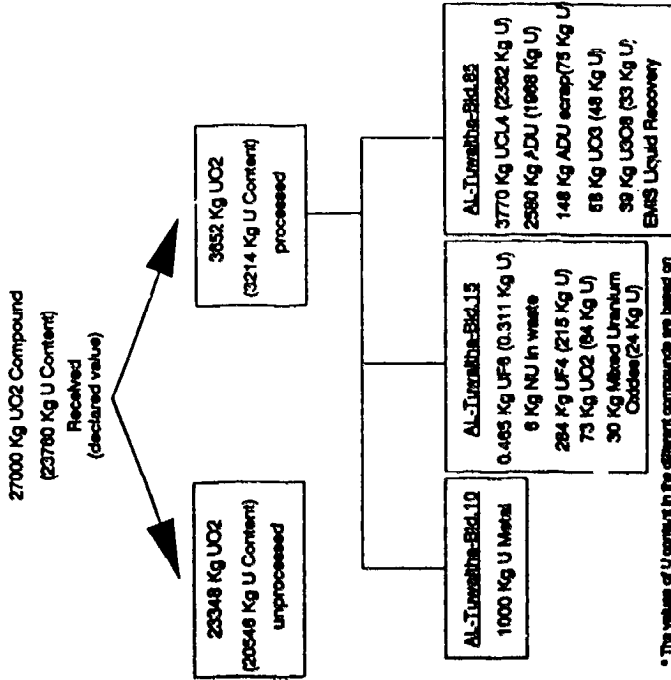 27000 Kg UO2 Compound
(23760 Kg U Content)
Received
(declared value)
23348 Kg UO2
(20546 Kg U Content)
unprocessed
3652 Kg UO2
(3214 Kg U Content)
processed
AL-Tuwaitha-Bld.10
1000 Kg U Metal
AL-Tuwaitha-Bld.15
0.465 Kg UF6 (0.311 Kg U)
6 Kg NU in waste
284 Kg UF4 (215 Kg U)
73 Kg UO2 (64 Kg U)
30 Kg Mixed Uranium
Oxides(24 Kg U)
AL-Tuwaitha-Bld.85
3770 Kg UCL4 (2362 Kg U)
2580 Kg ADU (1968 Kg U)
148 Kg ADU scrap(75 Kg U)
58 Kg UO3 (48 Kg U)
39 Kg U3O8 (33 Kg U)
EMIS Liquid Recovery
* The values of U content in the different compounds are based on